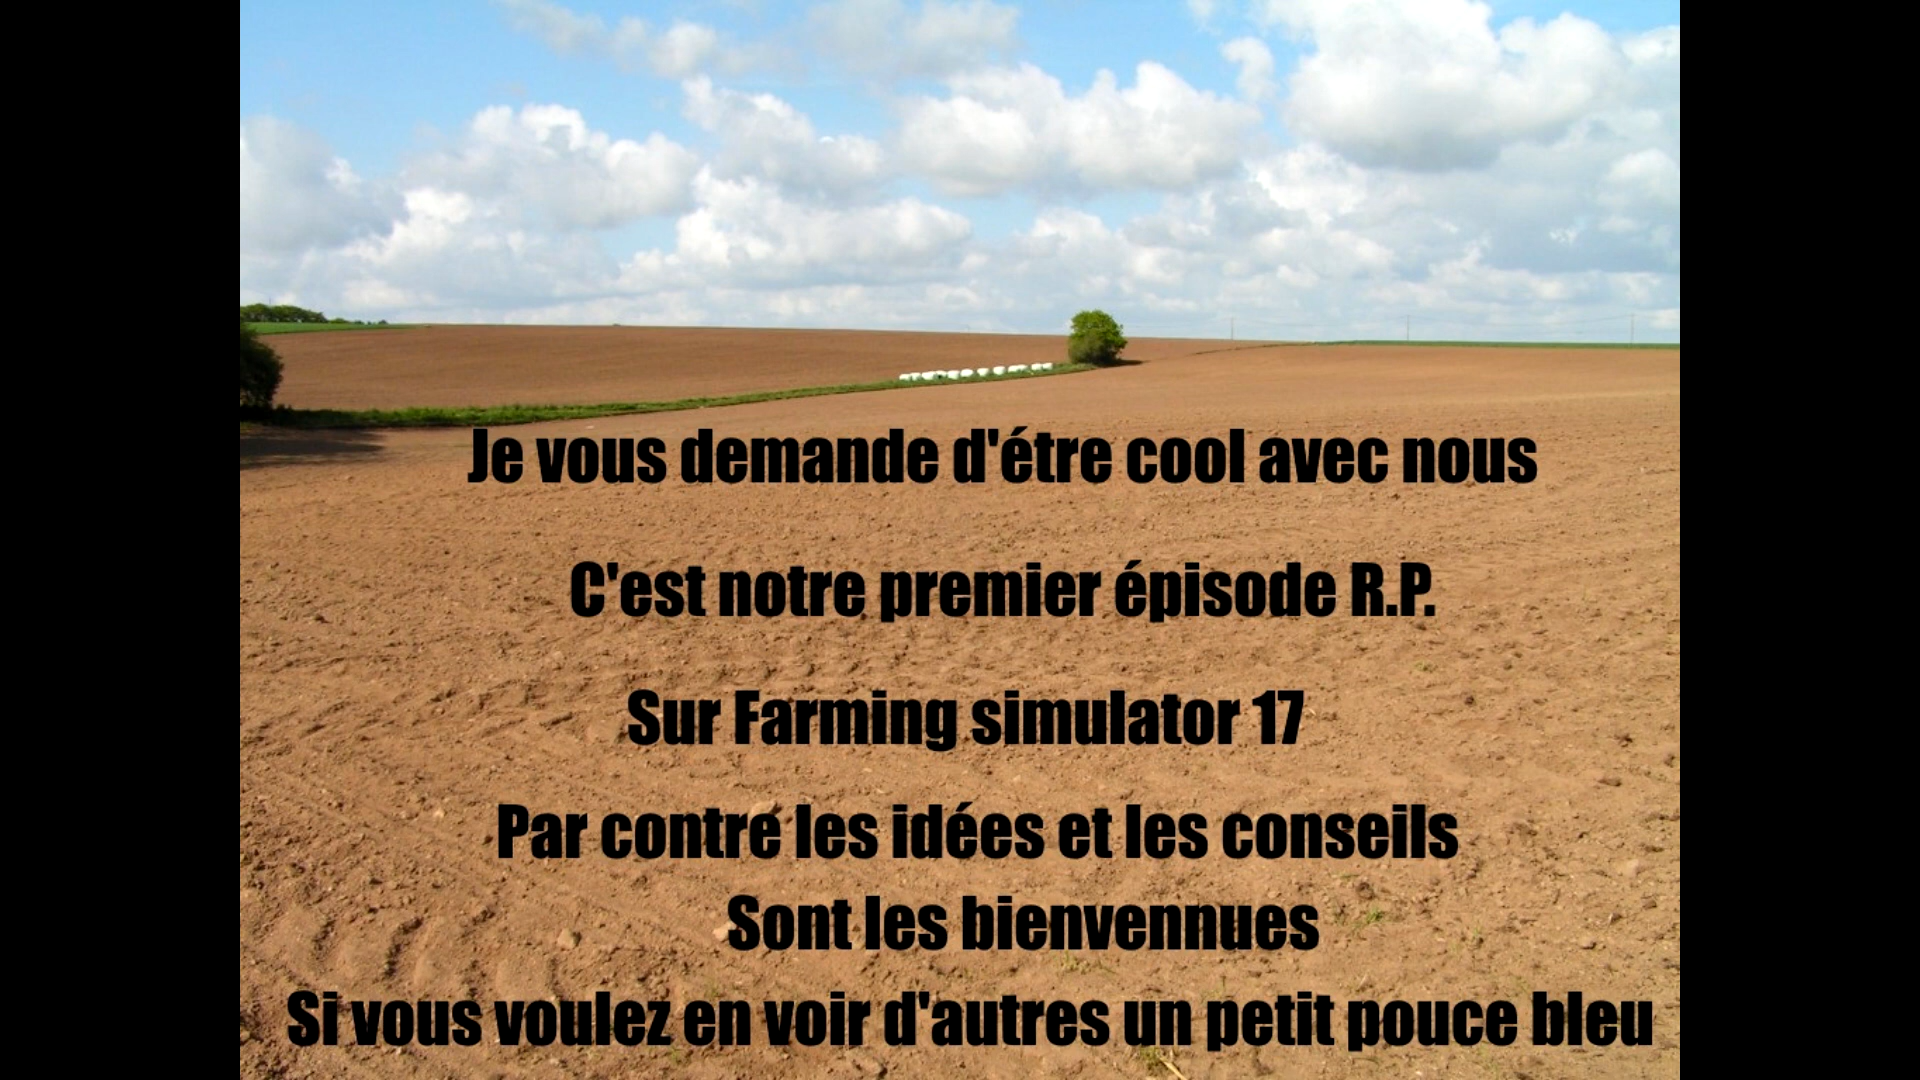 Je vous demande d'étre cool avec nous
C'est notre premier épisode R.P.
Sur Farming simulator 17
Par contre les idées et les conseils
Sont les bienvennues
Si vous voulez en voir d'autres un petit pouce bleu